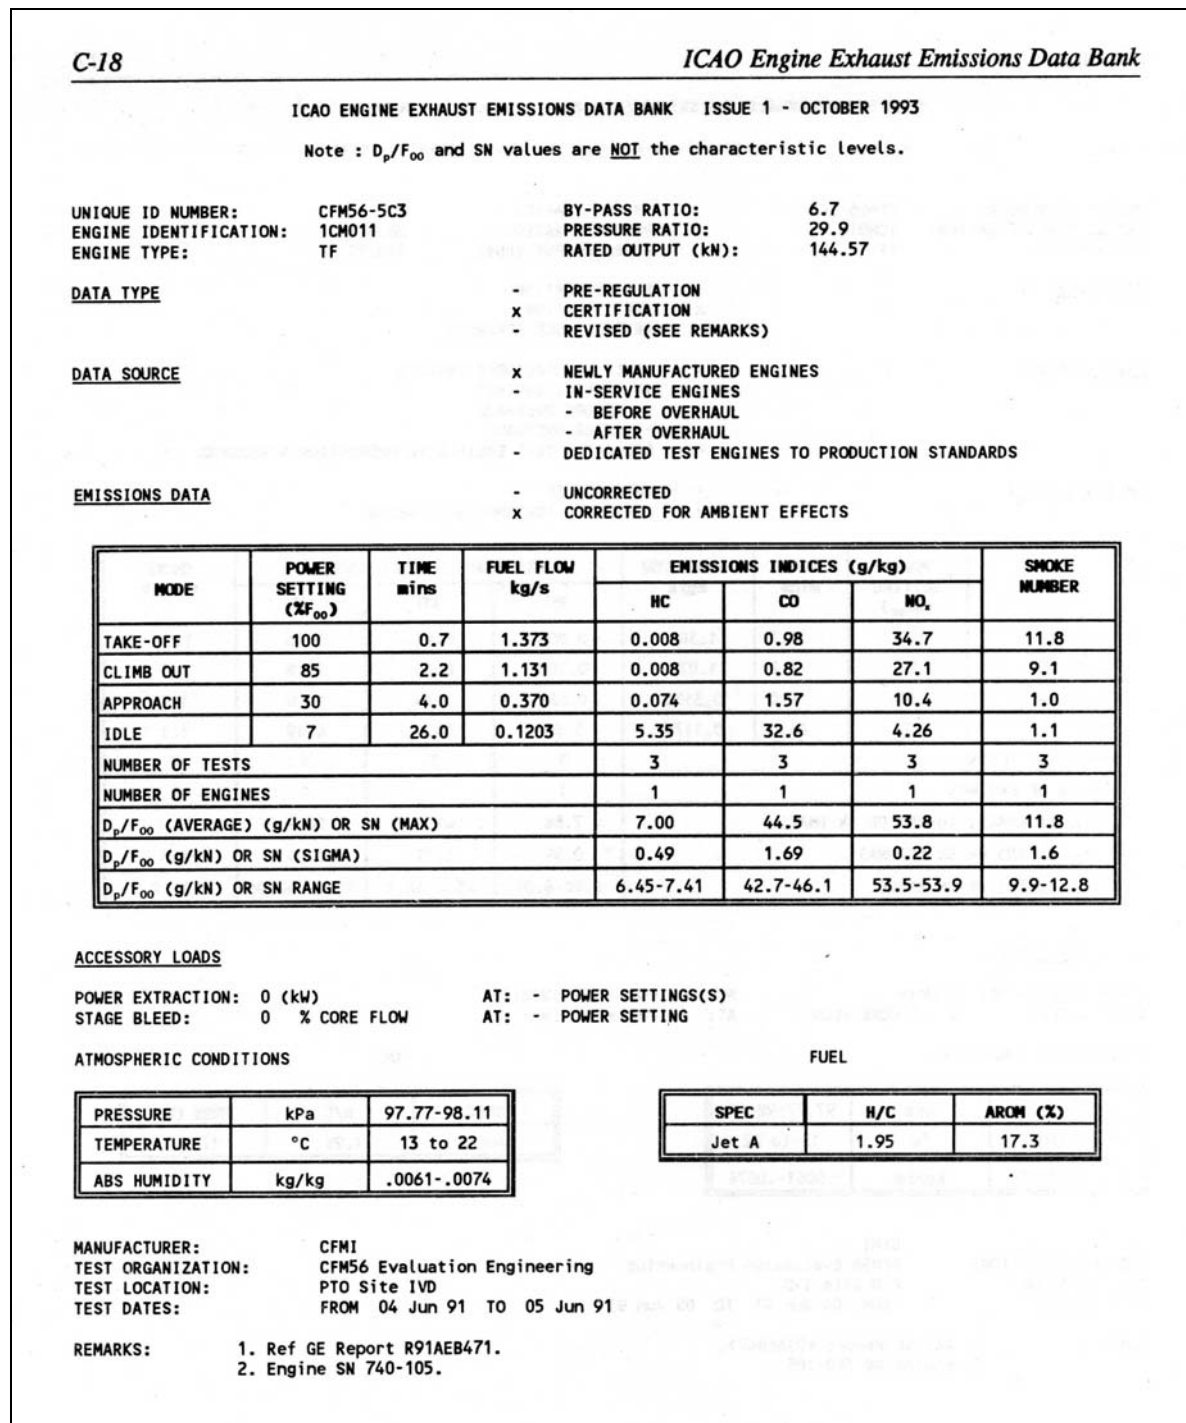 C-18 ICAO Engine Exhaust Emissions Data Bank
ICAO ENGINE EXHAUST EMISSIONS DATA BANK ISSUE 1 - OCTOBER 1993
Note : Dp/F00 and SN values are NOT the characteristic levels.
UNIQUE ID NUMBER: CFM56-5C3 BY-PASS RATIO: 6.7
ENGINE IDENTIFICATION: 1CM011 PRESSURE RATIO: 29.9
ENGINE TYPE: TF RATED OUTPUT (kN): 144.57
DATA TYPE - PRE-REGULATION
x CERTIFICATION
- REVISED (SEE REMARKS)
DATA SOURCE x NEWLY MANUFACTURED ENGINES
- IN-SERVICE ENGINES
- BEFORE OVERHAUL
- AFTER OVERHAUL
- DEDICATED TEST ENGINES TO PRODUCTION STANDARDS
EMISSIONS DATA - UNCORRECTED
x CORRECTED FOR AMBIENT EFFECTS
MODE POWER SETTING (%F00) TIME mins FUEL FLOW kg/s EMISSIONS INDICES (g/kg) SMOKE NUMBER
HC CO NOx
TAKE-OFF 100 0.7 1.373 0.008 0.98 34.7 11.8
CLIMB OUT 85 2.2 1.131 0.008 0.82 27.1 9.1
APPROACH 30 4.0 0.370 0.074 1.57 10.4 1.0
IDLE 7 26.0 0.1203 5.35 32.6 4.26 1.1
NUMBER OF TESTS 3 3 3 3
NUMBER OF ENGINES 1 1 1 1
Dp/F00 (AVERAGE) (g/kN) OR SN (MAX) 7.00 44.5 53.8 11.8
Dp/F00 (g/kN) OR SN (SIGMA) 0.49 1.69 0.22 1.6
Dp/F00 (g/kN) OR SN RANGE 6.45-7.41 42.7-46.1 53.5-53.9 9.9-12.8
ACCESSORY LOADS
POWER EXTRACTION: 0 (kW) AT: - POWER SETTINGS(S)
STAGE BLEED: 0 % CORE FLOW AT: - POWER SETTING
ATMOSPHERIC CONDITIONS FUEL
PRESSURE kPa 97.77-98.11 SPEC H/C AROM (%)
TEMPERATURE °C 13 to 22 Jet A 1.95 17.3
ABS HUMIDITY kg/kg .0061-.0074
MANUFACTURER: CFMI
TEST ORGANIZATION: CFM56 Evaluation Engineering
TEST LOCATION: PTO Site IVD
TEST DATES: FROM 04 Jun 91 TO 05 Jun 91
REMARKS: 1. Ref GE Report R91AEB471.
2. Engine SN 740-105.